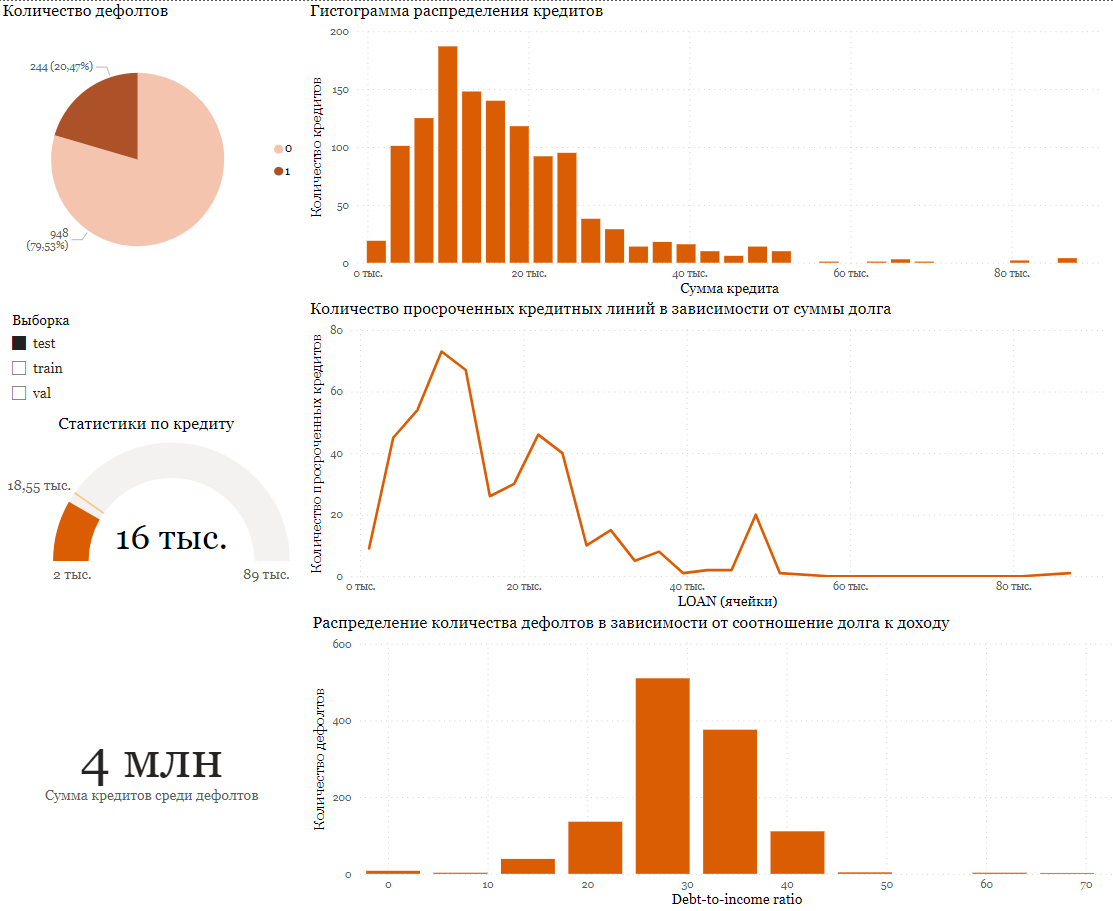 Количество дефолтов
244 (20,47%)
948
(79,53%)
0
1
Выборка
test
train
val
Статистики по кредиту
18,55 тыс.
16 тыс.
2 тыс.
89 тыс.
4 млн
Сумма кредитов среди дефолтов
Гистограмма распределения кредитов
Количество кредитов
200
150
100
50
0
0 тыс.
20 тыс.
40 тыс.
60 тыс.
80 тыс.
Сумма кредита
Количество просроченных кредитных линий в зависимости от суммы долга
Количество просроченных кредитов
80
60
40
20
0
0 тыс.
20 тыс.
40 тыс.
60 тыс.
80 тыс.
LOAN (ячейки)
Распределение количества дефолтов в зависимости от соотношение долга к доходу
Количество дефолтов
600
400
200
0
0
10
20
30
40
50
60
70
Debt-to-income ratio